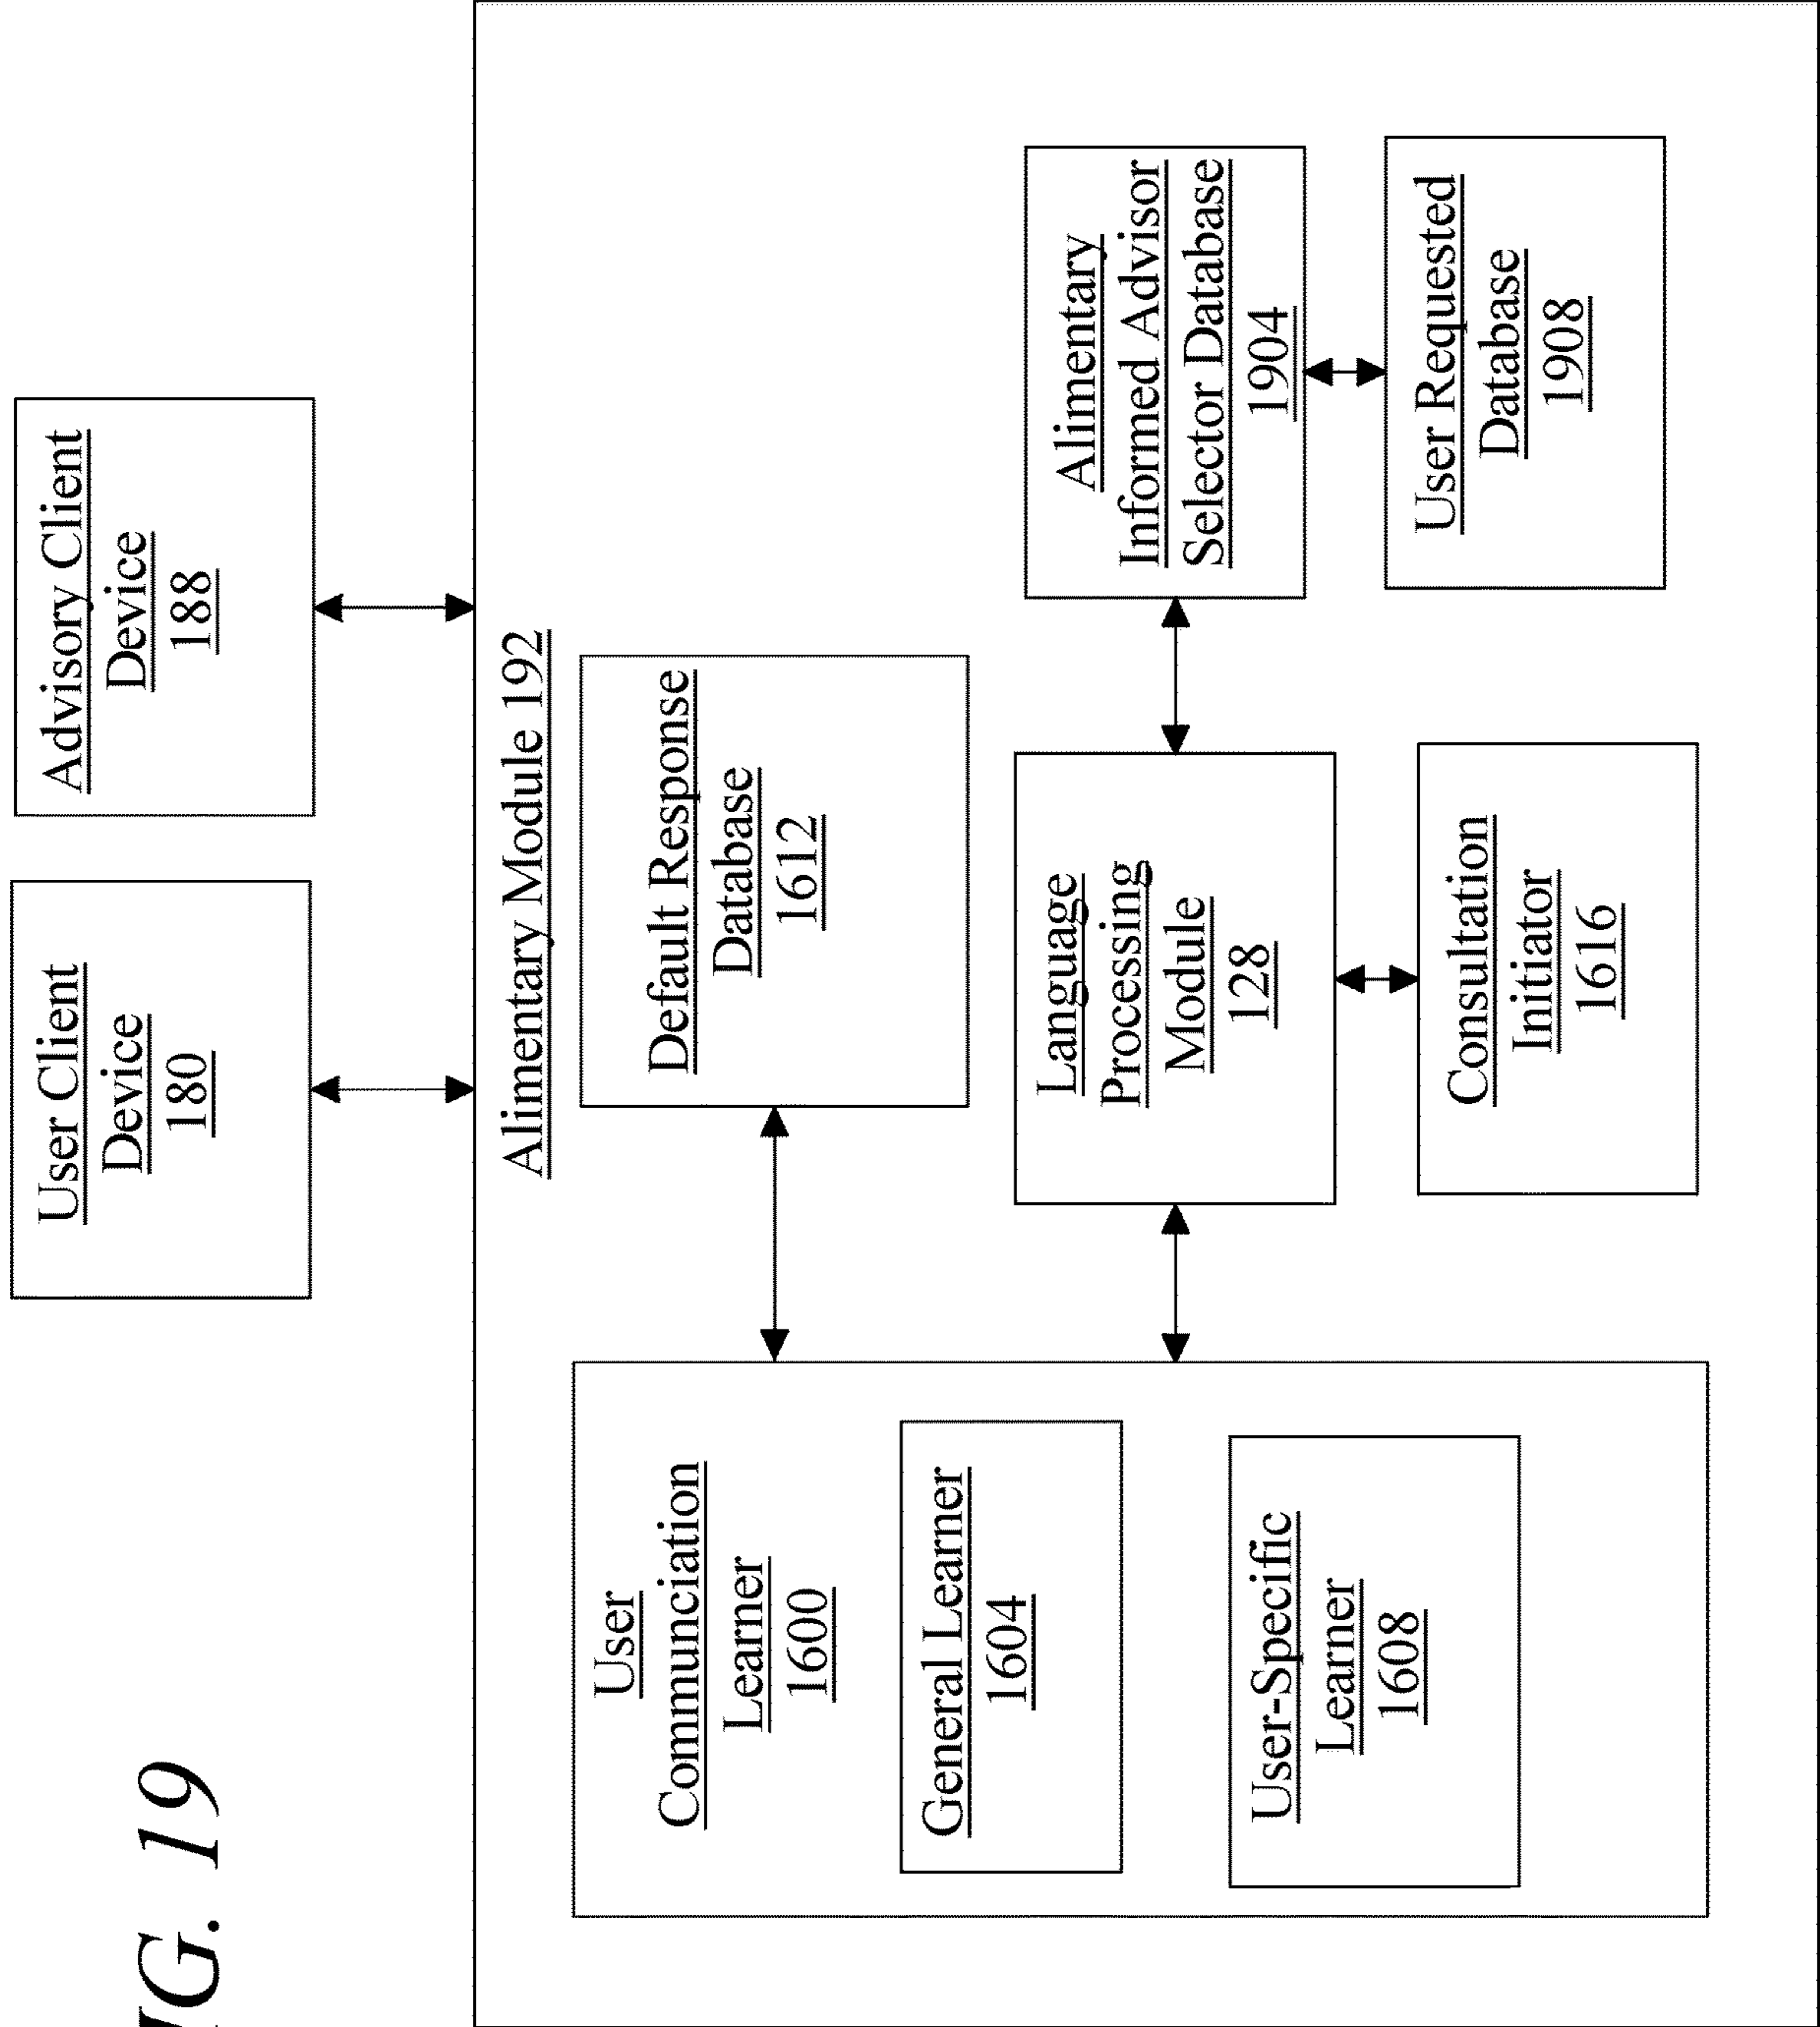 IG. 19
User Client
Device
180
Advisory Client
Device
188
Alimentary Module 192
User
Communciation
Learner
1600
General Learner
1604
User-Specific
Learner
1608
Default Response
Database
1612
Language
Processing
Module
128
Consultation
Initiator
1616
Alimentary
Informed Advisor
Selector Database
1904
User Requested
Database
1908